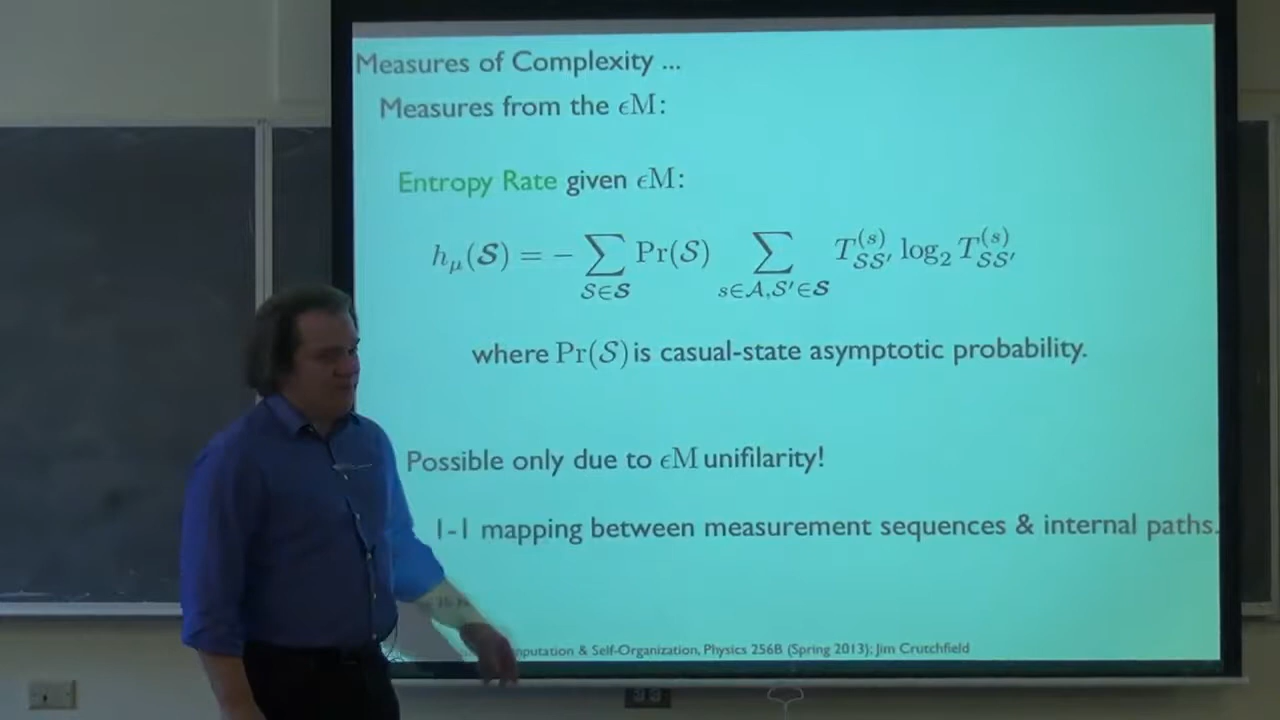 Measures of Complexity ...
Measures from the ϵM:
Entropy Rate given ϵM:
h_μ(𝓢) = − ∑_{𝒮∈𝓢} Pr(𝒮) ∑_{s∈𝒜,𝒮′∈𝓢} T^{(s)}_{𝒮𝒮′} log₂ T^{(s)}_{𝒮𝒮′}
where Pr(𝒮) is casual-state asymptotic probability.
Possible only due to ϵM unifilarity!
1-1 mapping between measurement sequences & internal paths.
& Self-Organization, Physics 256B (Spring 2013); Jim Crutchfield